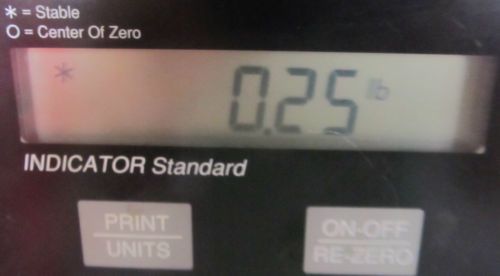 * = Stable
O = Center Of Zero
* 0.25 lb
INDICATOR Standard
PRINT
UNITS
ON-OFF
RE-ZERO